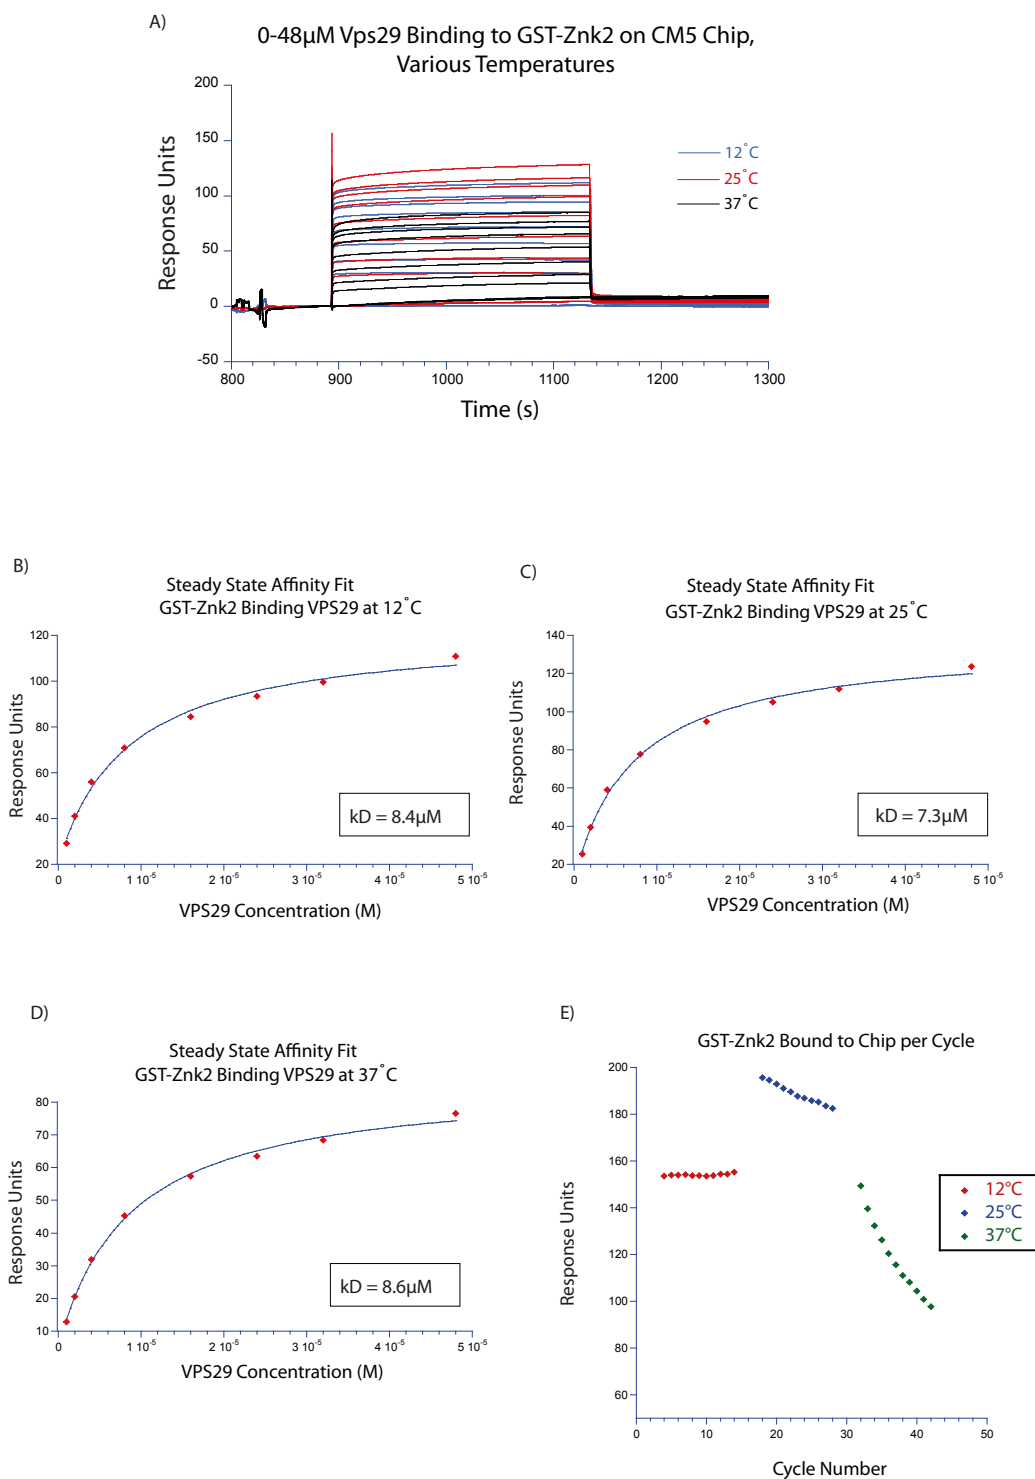 A)
0-48µM Vps29 Binding to GST-Znk2 on CM5 Chip,
Various Temperatures
200
150
100
50
0
-50
Response Units
12°C
25°C
37°C
800 900 1000 1100 1200 1300
Time (s)
B)
Steady State Affinity Fit
GST-Znk2 Binding VPS29 at 12°C
120
100
80
60
40
20
Response Units
kD = 8.4µM
0 1 10⁻⁵ 2 10⁻⁵ 3 10⁻⁵ 4 10⁻⁵ 5 10⁻⁵
VPS29 Concentration (M)
C)
Steady State Affinity Fit
GST-Znk2 Binding VPS29 at 25°C
140
120
100
80
60
40
20
Response Units
kD = 7.3µM
0 1 10⁻⁵ 2 10⁻⁵ 3 10⁻⁵ 4 10⁻⁵ 5 10⁻⁵
VPS29 Concentration (M)
D)
Steady State Affinity Fit
GST-Znk2 Binding VPS29 at 37°C
80
70
60
50
40
30
20
10
Response Units
kD = 8.6µM
0 1 10⁻⁵ 2 10⁻⁵ 3 10⁻⁵ 4 10⁻⁵ 5 10⁻⁵
VPS29 Concentration (M)
E)
GST-Znk2 Bound to Chip per Cycle
200
180
160
140
120
100
80
60
Response Units
12°C
25°C
37°C
0 10 20 30 40 50
Cycle Number